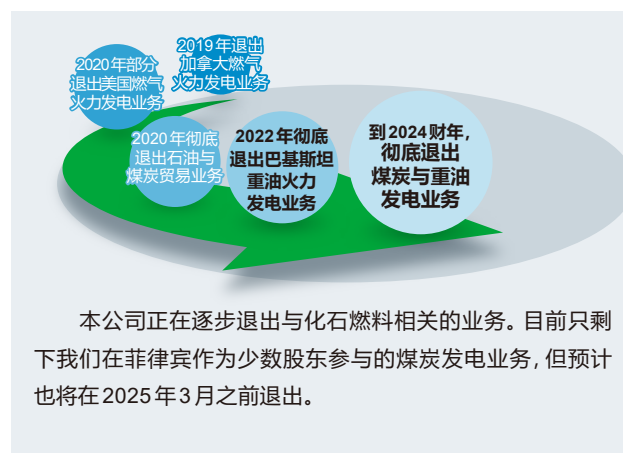 2019年退出
加拿大燃气
火力发电业务
2020年部分
退出美国燃气
火力发电业务
2020年彻底
退出石油与
煤炭贸易业务
2022年彻底
退出巴基斯坦
重油火力
发电业务
到2024财年，
彻底退出
煤炭与重油
发电业务
本公司正在逐步退出与化石燃料相关的业务。目前只剩
下我们在菲律宾作为少数股东参与的煤炭发电业务，但预计
也将在2025年3月之前退出。